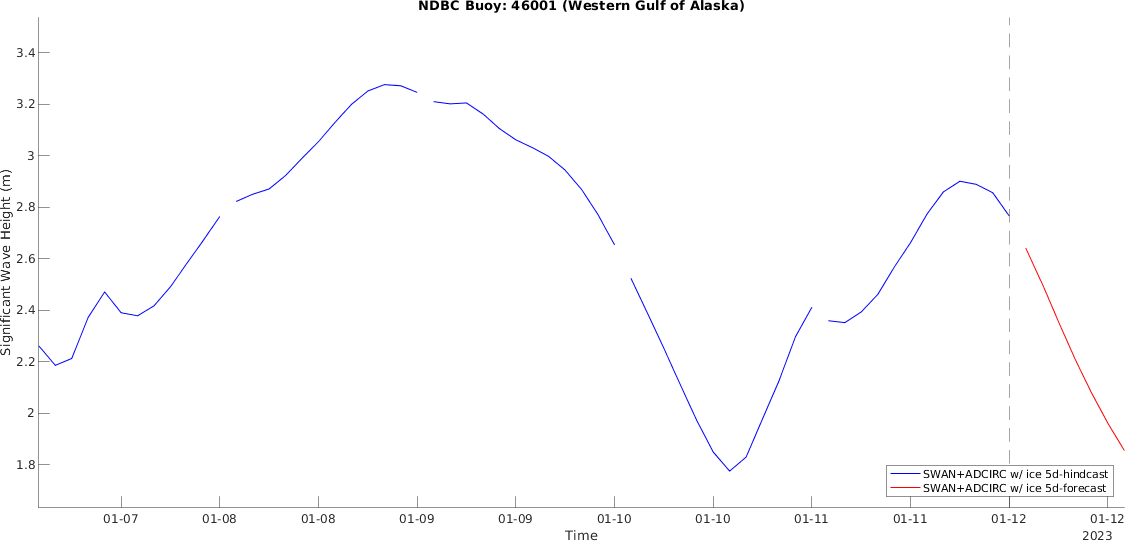 NDBC Buoy: 46001 (Western Gulf of Alaska)
Significant Wave Height (m)
3.4
3.2
3
2.8
2.6
2.4
2.2
2
1.8
SWAN+ADCIRC w/ ice 5d-hindcast
SWAN+ADCIRC w/ ice 5d-forecast
01-07 01-08 01-08 01-09 01-09 01-10 01-10 01-11 01-11 01-12 01-12
Time
2023